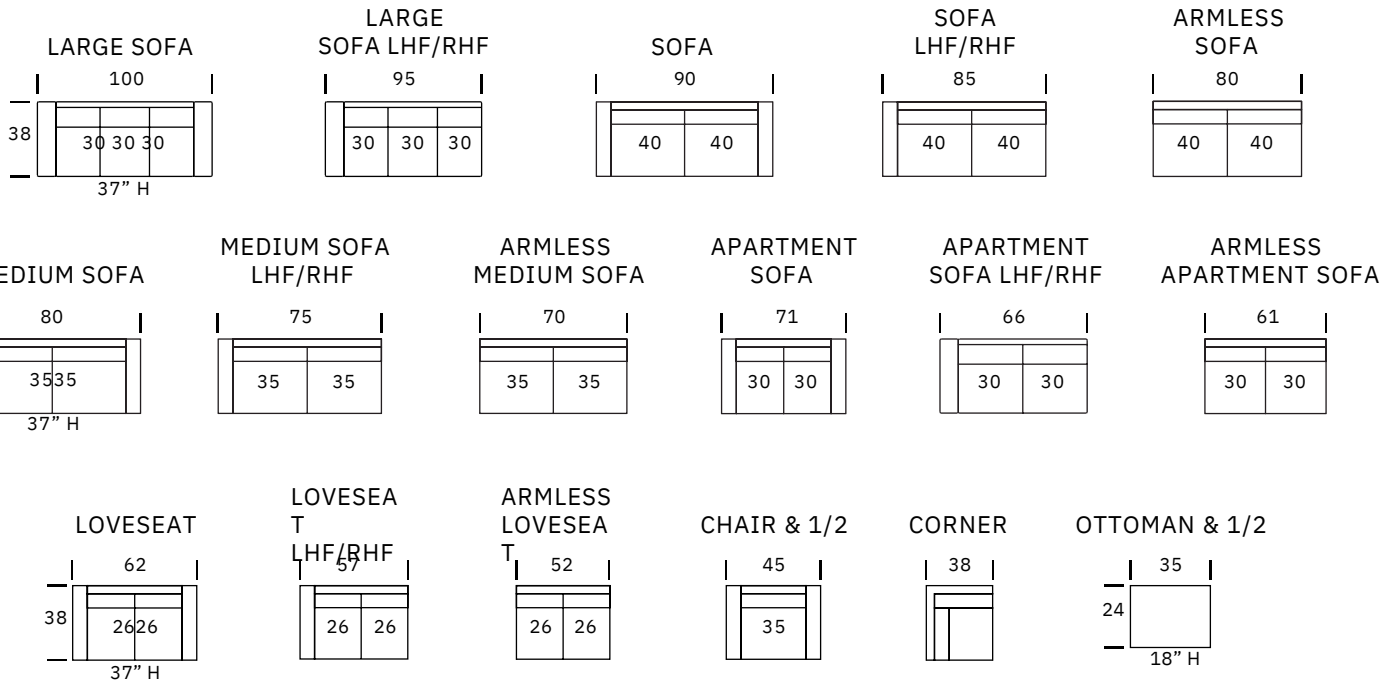 LARGE SOFA
100
38
30 30 30
37” H
LARGE
SOFA LHF/RHF
95
30 30 30
SOFA
90
40 40
SOFA
LHF/RHF
85
40 40
ARMLESS
SOFA
80
40 40
EDIUM SOFA
80
3535
37” H
MEDIUM SOFA
LHF/RHF
75
35 35
ARMLESS
MEDIUM SOFA
70
35 35
APARTMENT
SOFA
71
30 30
APARTMENT
SOFA LHF/RHF
66
30 30
ARMLESS
APARTMENT SOFA
61
30 30
LOVESEAT
62
38
2626
37” H
LOVESEA
T
LHF/RHF
57
26 26
ARMLESS
LOVESEA
T
52
26 26
CHAIR & 1/2
45
35
CORNER
38
OTTOMAN & 1/2
35
24
18” H